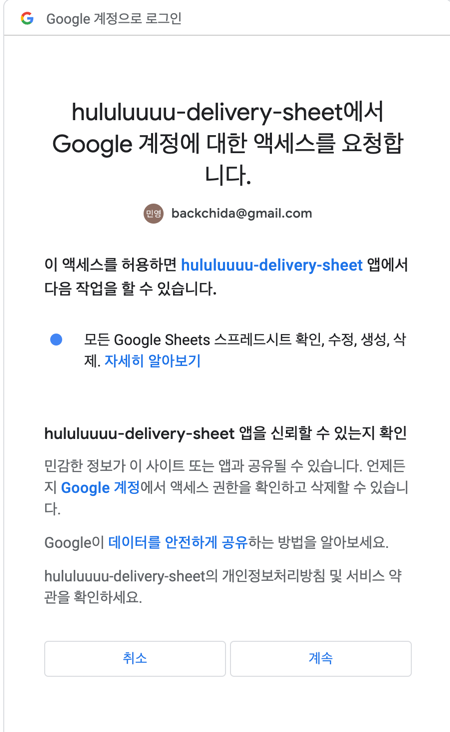 Google 계정으로 로그인
hululuuuu-delivery-sheet에서
Google 계정에 대한 액세스를 요청합
니다.
민영
backchida@gmail.com
이 액세스를 허용하면 hululuuuu-delivery-sheet 앱에서
다음 작업을 할 수 있습니다.
모든 Google Sheets 스프레드시트 확인, 수정, 생성, 삭
제. 자세히 알아보기
hululuuuu-delivery-sheet 앱을 신뢰할 수 있는지 확인
민감한 정보가 이 사이트 또는 앱과 공유될 수 있습니다. 언제든
지 Google 계정에서 액세스 권한을 확인하고 삭제할 수 있습니
다.
Google이 데이터를 안전하게 공유하는 방법을 알아보세요.
hululuuuu-delivery-sheet의 개인정보처리방침 및 서비스 약
관을 확인하세요.
취소
계속